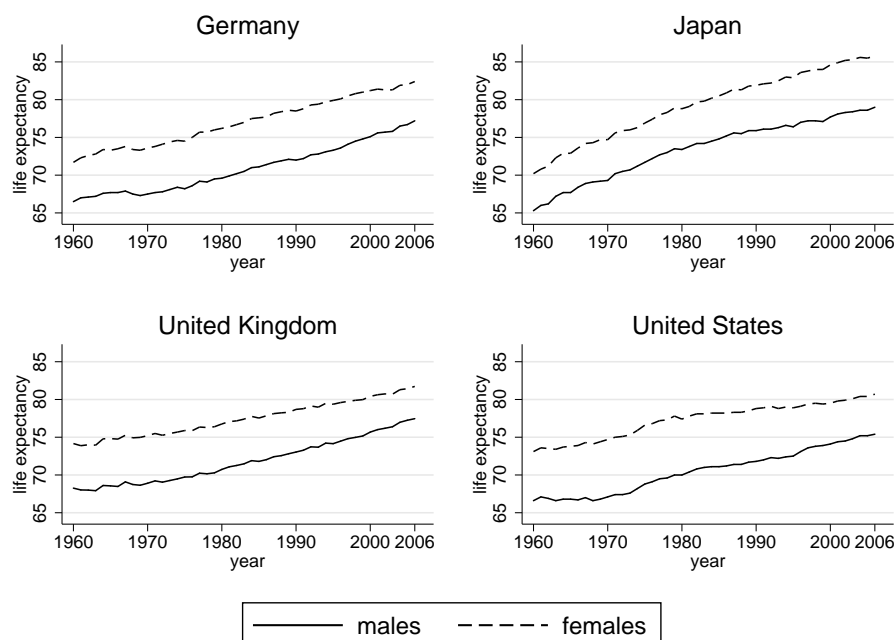 Germany
85
80
75
70
65
life expectancy
1960 1970 1980 1990 2000 2006
year
Japan
85
80
75
70
65
life expectancy
1960 1970 1980 1990 2000 2006
year
United Kingdom
85
80
75
70
65
life expectancy
1960 1970 1980 1990 2000 2006
year
United States
85
80
75
70
65
life expectancy
1960 1970 1980 1990 2000 2006
year
males females